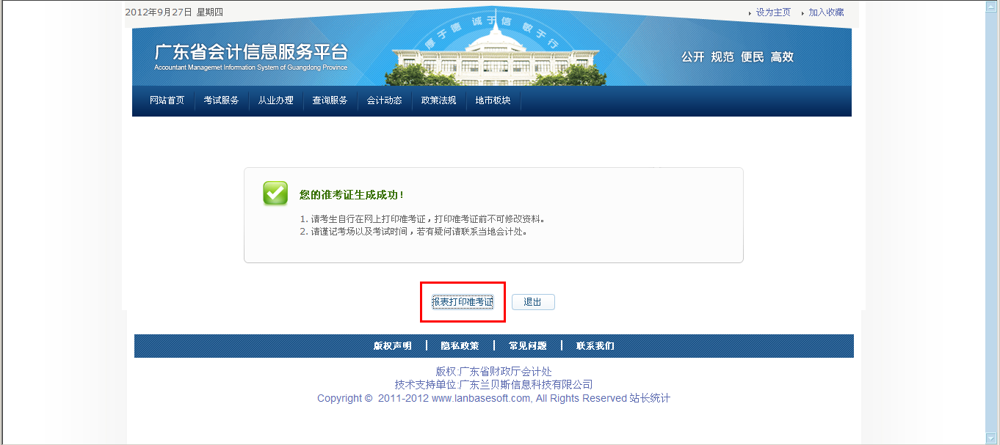 2012年9月27日 星期四
设为主页 加入收藏
厚于德 诚于信 敏于行
广东省会计信息服务平台
Accountant Managemet Information System of Guangdong Province
公开 规范 便民 高效
网站首页 考试服务 从业办理 查询服务 会计动态 政策法规 地市板块
您的准考证生成成功!
1. 请考生自行在网上打印准考证，打印准考证前不可修改资料。
2. 请谨记考场以及考试时间，若有疑问请联系当地会计处。
报表打印准考证 退出
版权声明 | 隐私政策 | 常见问题 | 联系我们
版权:广东省财政厅会计处
技术支持单位:广东兰贝斯信息科技有限公司
Copyright © 2011-2012 www.lanbasesoft.com, All Rights Reserved 站长统计